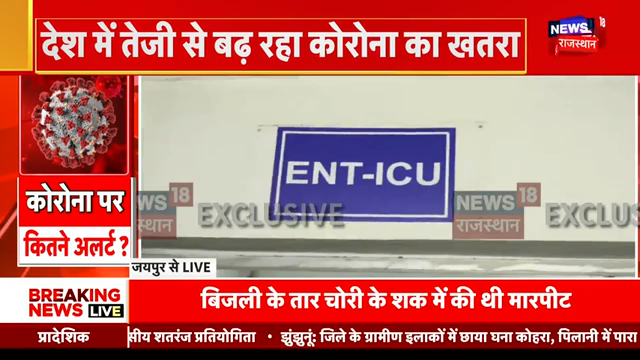 देश में तेजी से बढ़ रहा कोरोना का खतरा
NEWS 18
राजस्थान
ENT-ICU
कोरोना पर
कितने अलर्ट ?
NEWS 18
राजस्थान
EXCLUSIVE
NEWS 18
राजस्थान
EXCLUSIVE
जयपुर से LIVE
BREAKING
NEWS LIVE
बिजली के तार चोरी के शक में की थी मारपीट
प्रादेशिक
शतरंज प्रतियोगिता • झुंझुनूं: जिले के ग्रामीण इलाकों में छाया घना कोहरा, पिलानी में पारा